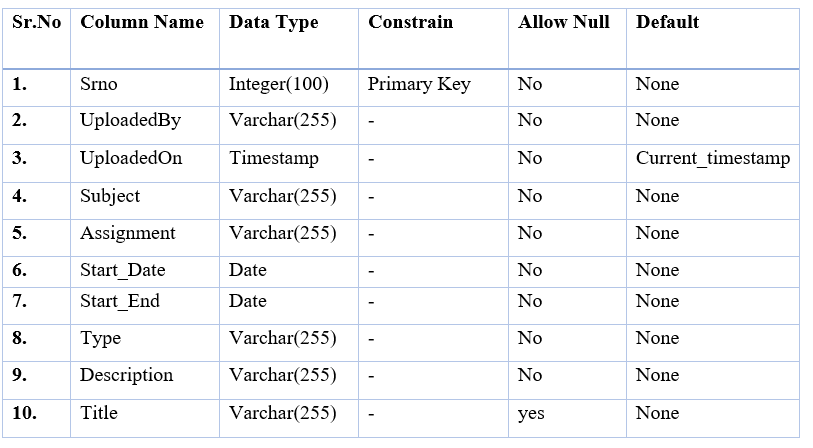 Sr.No Column Name Data Type Constrain Allow Null Default
1. Srno Integer(100) Primary Key No None
2. UploadedBy Varchar(255) - No None
3. UploadedOn Timestamp - No Current_timestamp
4. Subject Varchar(255) - No None
5. Assignment Varchar(255) - No None
6. Start_Date Date - No None
7. Start_End Date - No None
8. Type Varchar(255) - No None
9. Description Varchar(255) - No None
10. Title Varchar(255) - yes None